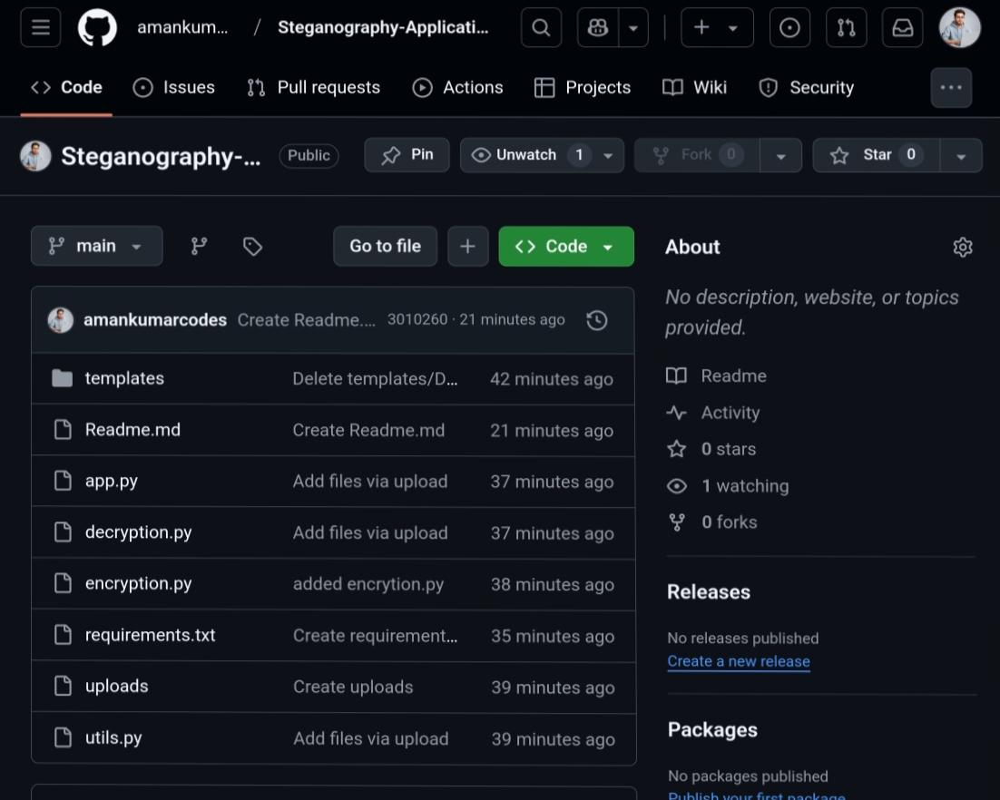 amankum... / Steganography-Applicati...
Code Issues Pull requests Actions Projects Wiki Security
Steganography-... Public Pin Unwatch 1 Fork 0 Star 0
main Go to file Code
amankumarcodes Create Readme.... 3010260 · 21 minutes ago
templates Delete templates/D... 42 minutes ago
Readme.md Create Readme.md 21 minutes ago
app.py Add files via upload 37 minutes ago
decryption.py Add files via upload 37 minutes ago
encryption.py added encrytion.py 38 minutes ago
requirements.txt Create requirement... 35 minutes ago
uploads Create uploads 39 minutes ago
utils.py Add files via upload 39 minutes ago
About
No description, website, or topics
provided.
Readme
Activity
0 stars
1 watching
0 forks
Releases
No releases published
Create a new release
Packages
No packages published
Publish your first package